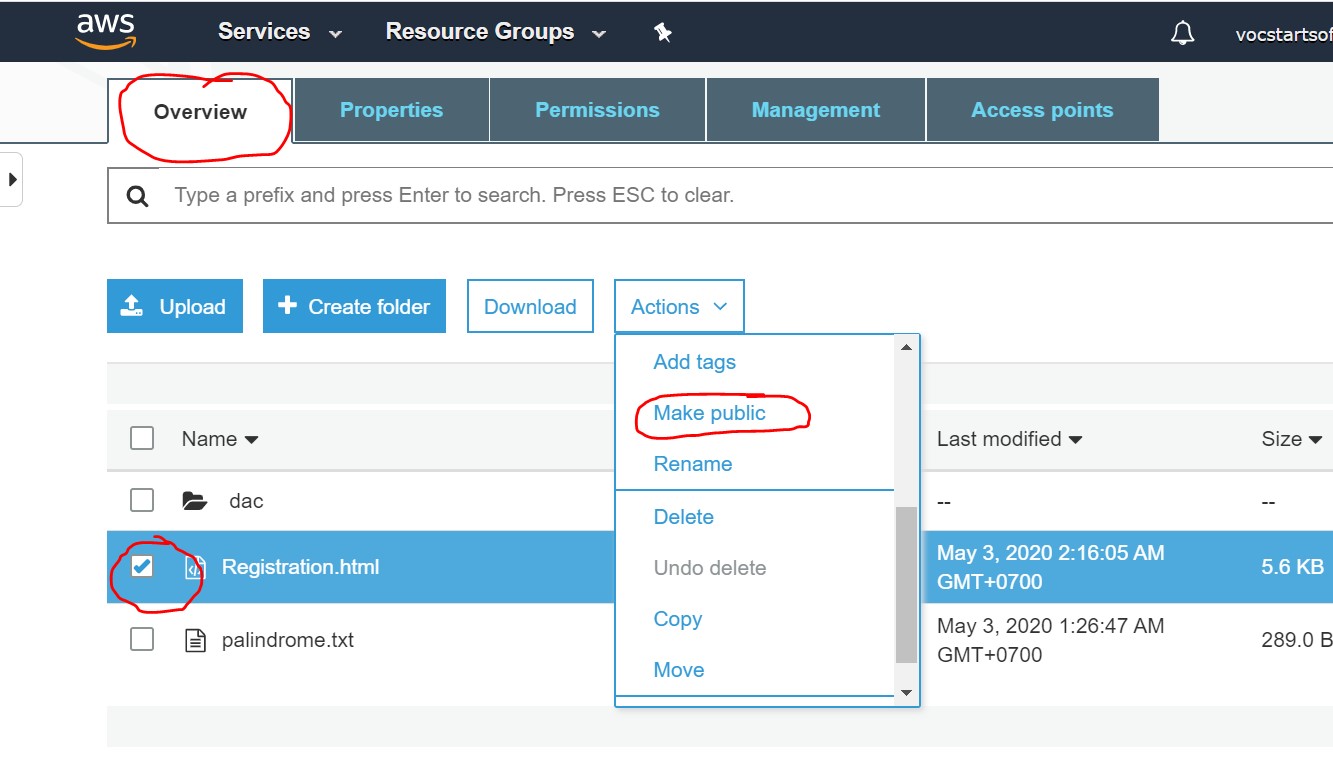 aws Services Resource Groups vocstartsof
Overview Properties Permissions Management Access points
Type a prefix and press Enter to search. Press ESC to clear.
Upload Create folder Download Actions
Add tags
Make public
Name Last modified Size
Rename
dac -- --
Delete
Registration.html May 3, 2020 2:16:05 AM
GMT+0700 5.6 KB
Undo delete
Copy
palindrome.txt May 3, 2020 1:26:47 AM
GMT+0700 289.0 B
Move